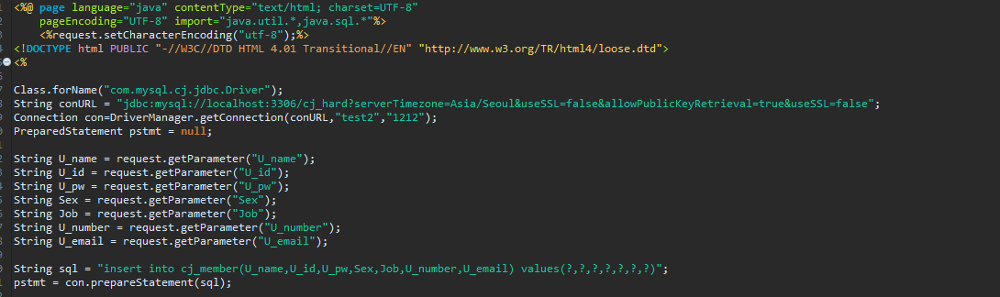 <%@ page language="java" contentType="text/html; charset=UTF-8"
pageEncoding="UTF-8" import="java.util.*,java.sql.*"%>
<%request.setCharacterEncoding("utf-8");%>
<!DOCTYPE html PUBLIC "-//W3C//DTD HTML 4.01 Transitional//EN" "http://www.w3.org/TR/html4/loose.dtd">
<%
Class.forName("com.mysql.cj.jdbc.Driver");
String conURL = "jdbc:mysql://localhost:3306/cj_hard?serverTimezone=Asia/Seoul&useSSL=false&allowPublicKeyRetrieval=true&useSSL=false";
Connection con=DriverManager.getConnection(conURL,"test2","1212");
PreparedStatement pstmt = null;
String U_name = request.getParameter("U_name");
String U_id = request.getParameter("U_id");
String U_pw = request.getParameter("U_pw");
String Sex = request.getParameter("Sex");
String Job = request.getParameter("Job");
String U_number = request.getParameter("U_number");
String U_email = request.getParameter("U_email");
String sql = "insert into cj_member(U_name,U_id,U_pw,Sex,Job,U_number,U_email) values(?,?,?,?,?,?,?)";
pstmt = con.prepareStatement(sql);